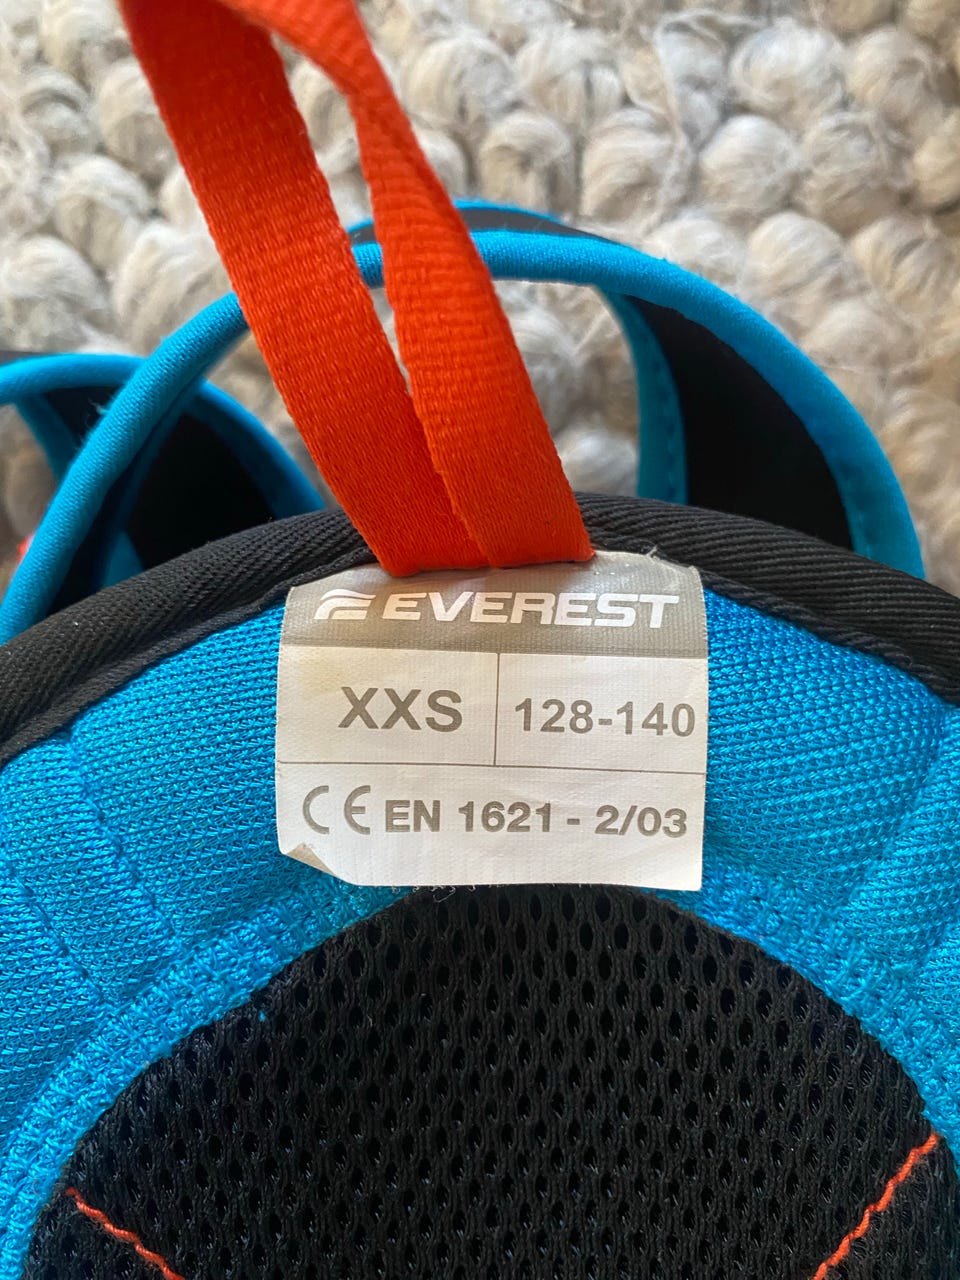 EVEREST
XXS 128-140
CE EN 1621 - 2/03